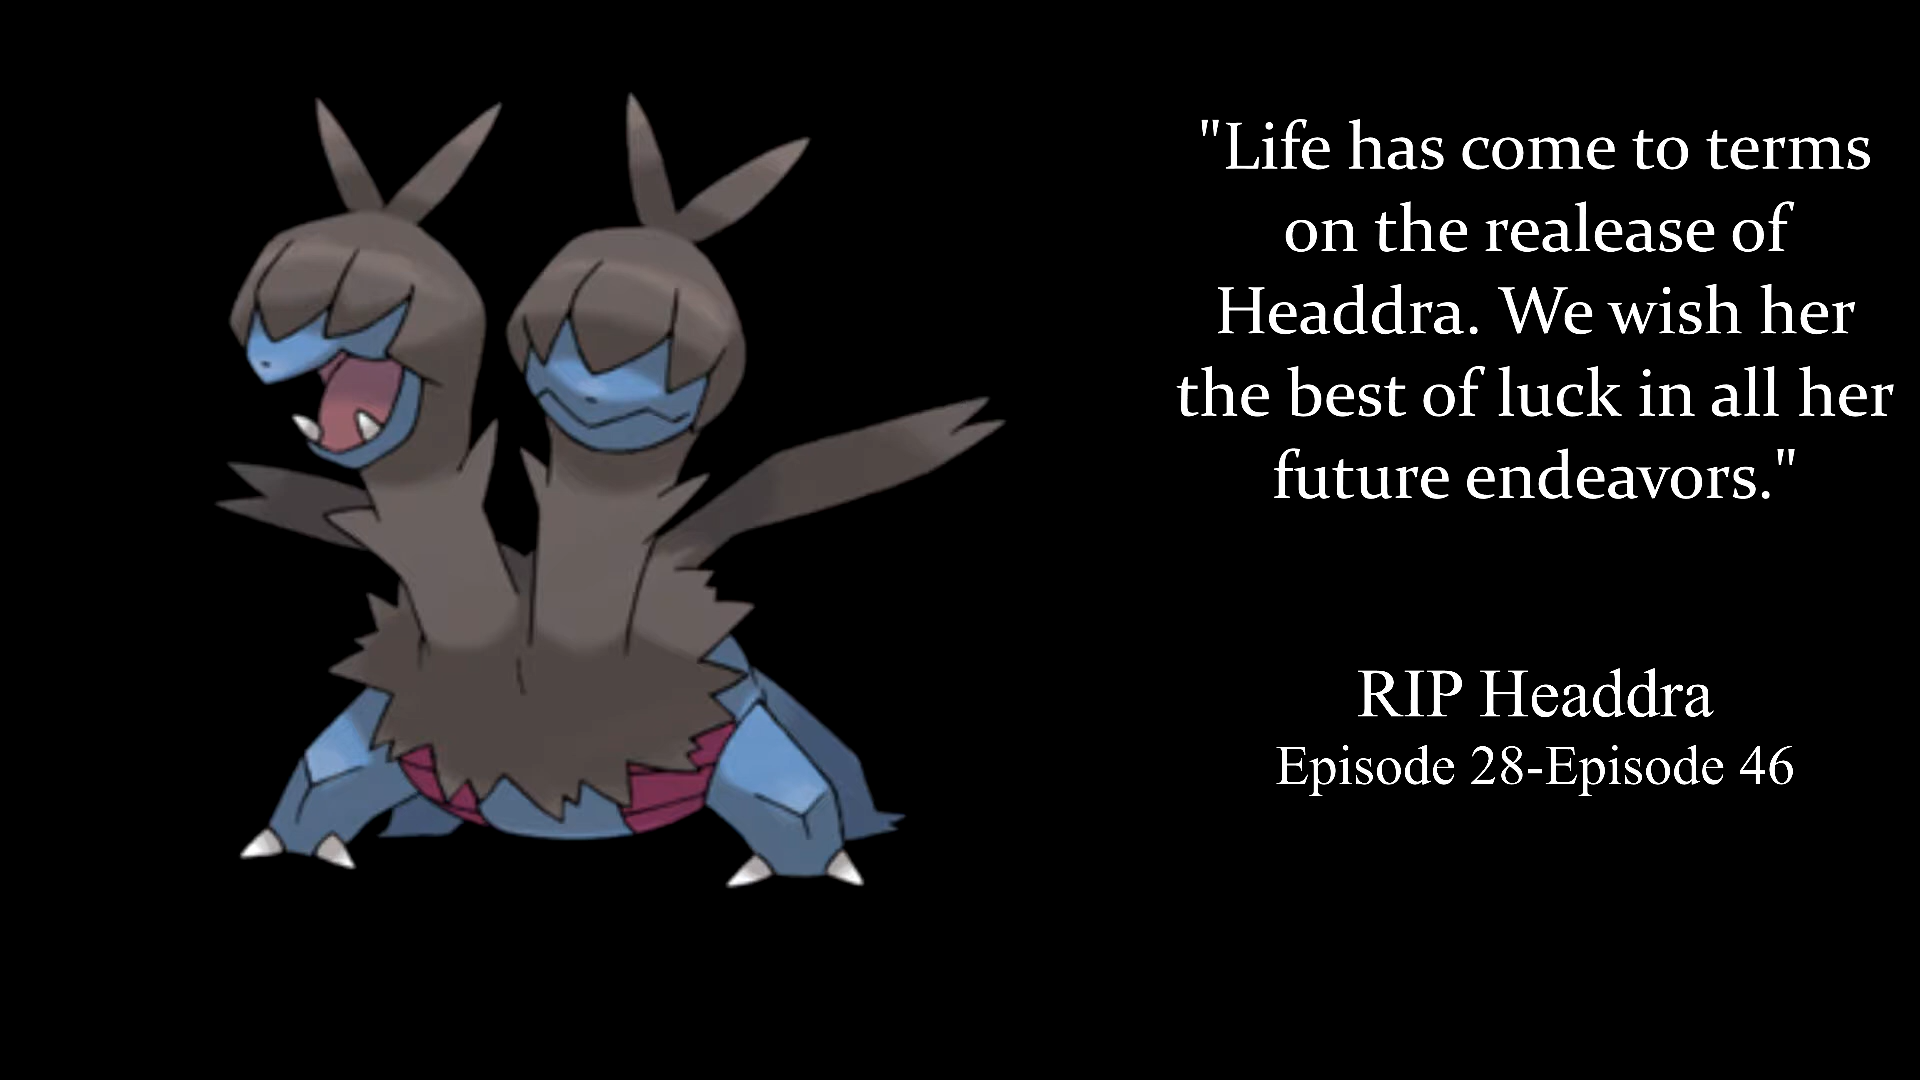 "Life has come to terms
on the realease of
Headdra. We wish her
the best of luck in all her
future endeavors."
RIP Headdra
Episode 28-Episode 46